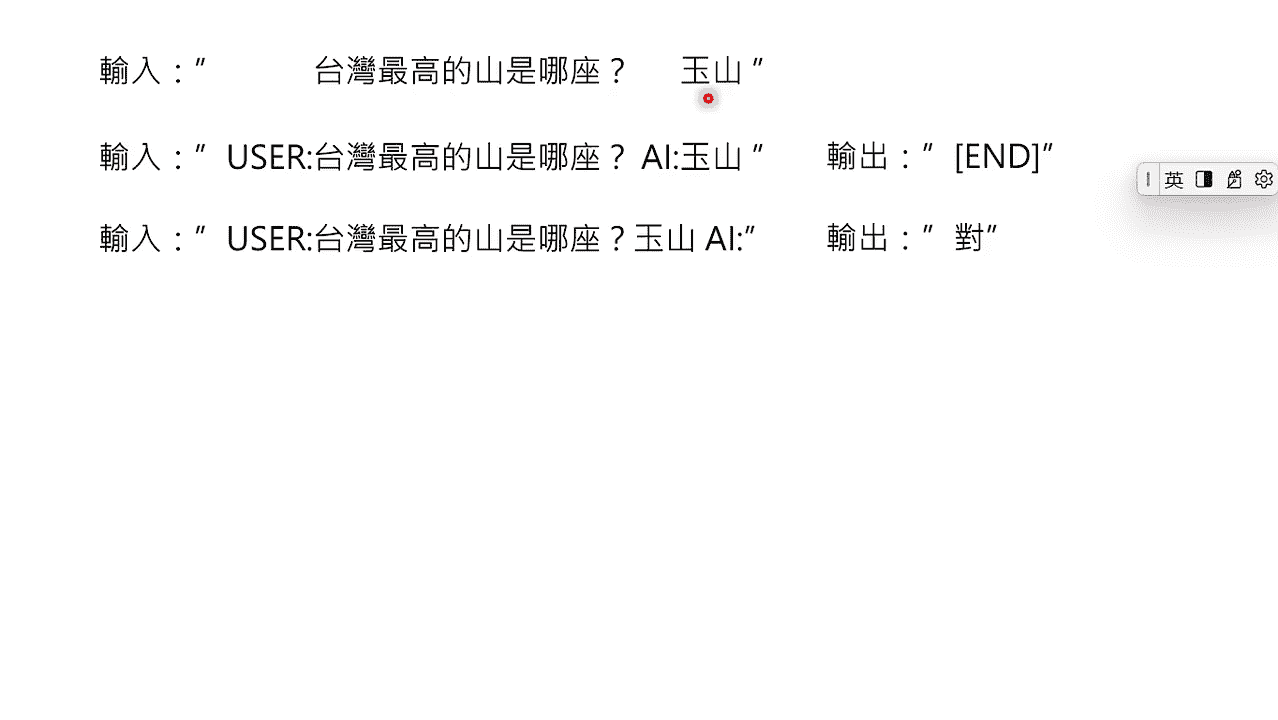 輸入：” 台灣最高的山是哪座？ 玉山 ”
輸入：” USER:台灣最高的山是哪座？ AI:玉山 ” 輸出：” [END]”
英
輸入：” USER:台灣最高的山是哪座？玉山 AI:” 輸出：” 對”